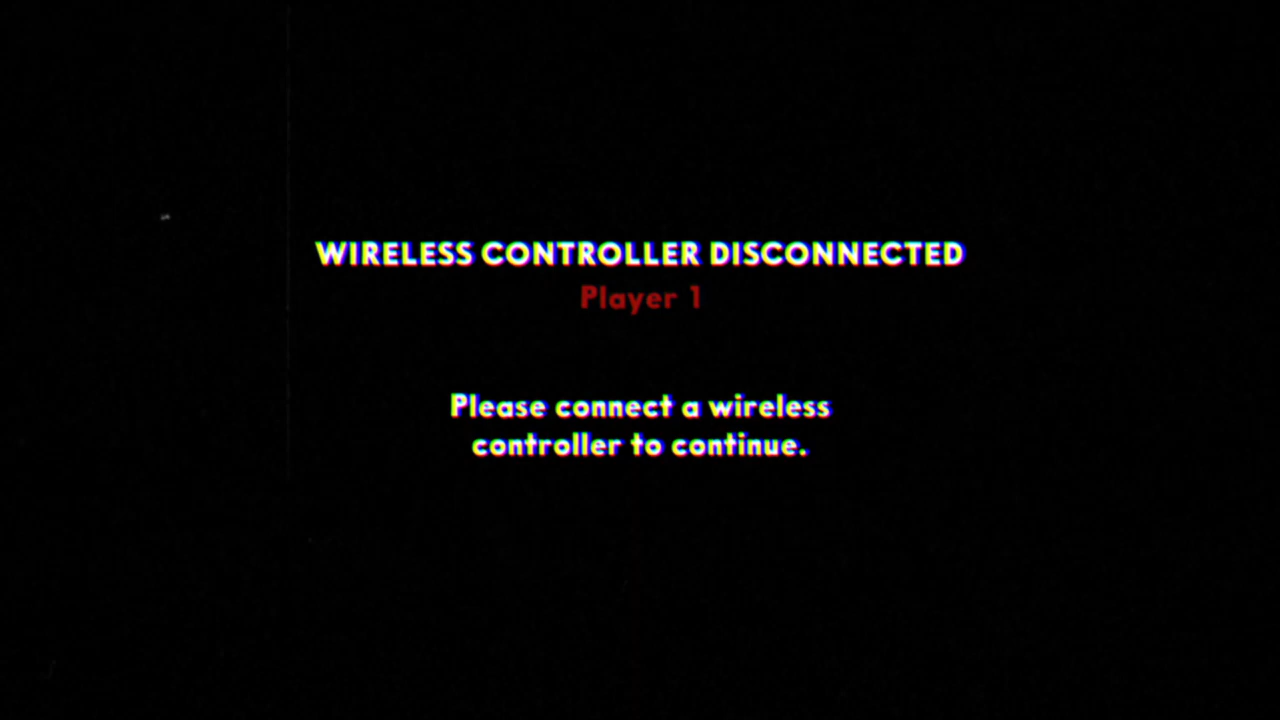 WIRELESS CONTROLLER DISCONNECTED
Player 1
Please connect a wireless
controller to continue.